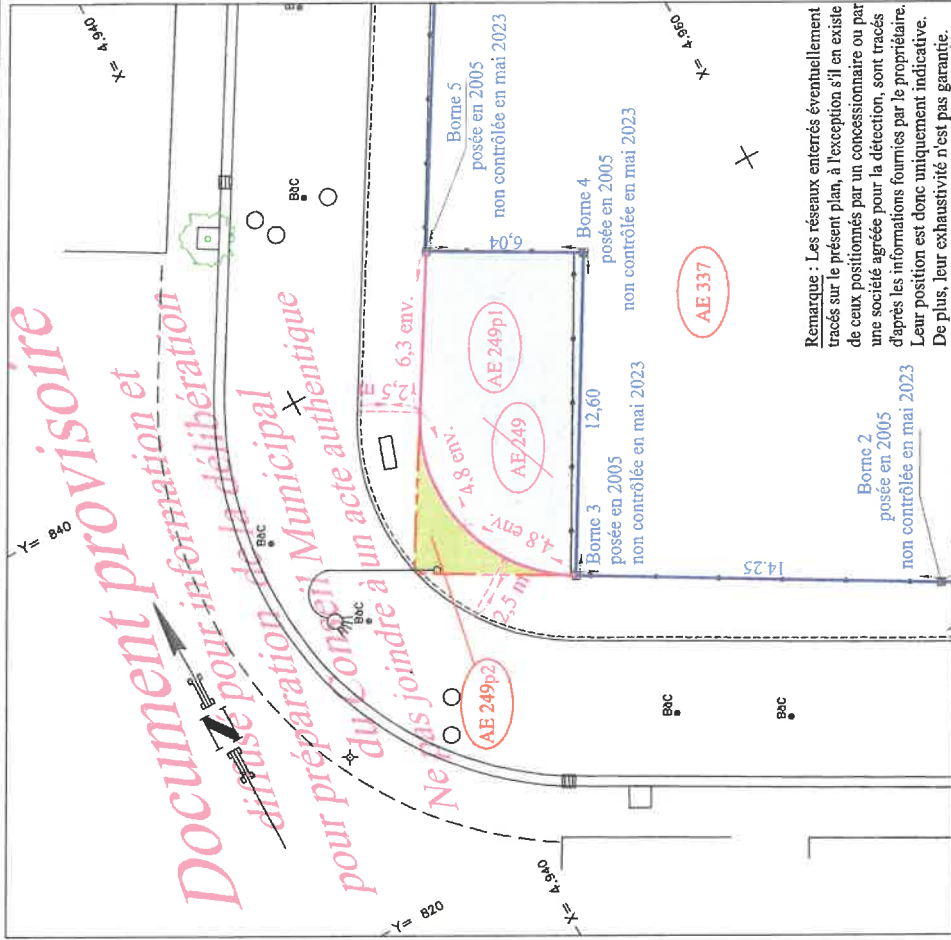 Document provisoire
diffusé pour information et
pour préparation de la délibération
du Conseil Municipal
Ne pas joindre à un acte authentique
X= 4.940
Y= 840
Y= 820
X= 4.940
X= 4.960
N
BàC
BàC
BàC
BàC
BàC
Borne 5
posée en 2005
non contrôlée en mai 2023
6,04
Borne 4
posée en 2005
non contrôlée en mai 2023
12,5 m
6,3 env.
4,8 env.
4,8 env.
2,5 m
AE 249p1
AE 249
AE 249p2
AE 337
12,60
Borne 3
posée en 2005
non contrôlée en mai 2023
14.25
Borne 2
posée en 2005
non contrôlée en mai 2023
Remarque : Les réseaux enterrés éventuellement
tracés sur le présent plan, à l'exception s'il en existe
de ceux positionnés par un concessionnaire ou par
une société agréée pour la détection, sont tracés
d'après les informations fournies par le propriétaire.
Leur position est donc uniquement indicative.
De plus, leur exhaustivité n'est pas garantie.